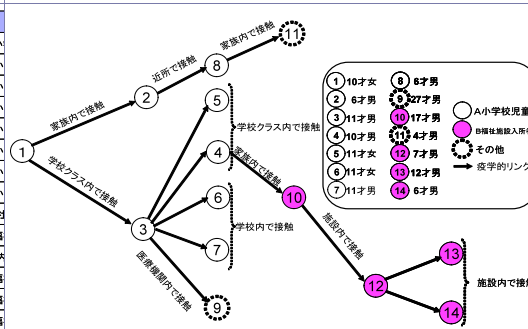 11
家族内で接触
8
近所で接触
2
家族内で接触
1
学校クラス内で接触
3
5
4
学校クラス内で接触
家族内で接触
6
7
学校内で接触
医療機関内で接触
9
10
施設内で接触
12
13
14
施設内で接触
1 10才女
2 6才男
3 11才男
4 10才男
5 11才女
6 11才女
7 11才男
8 6才男
9 27才男
10 17才男
11 4才男
12 7才男
13 12才男
14 6才男
A小学校児童
B福祉施設入所
その他
疫学的リンク